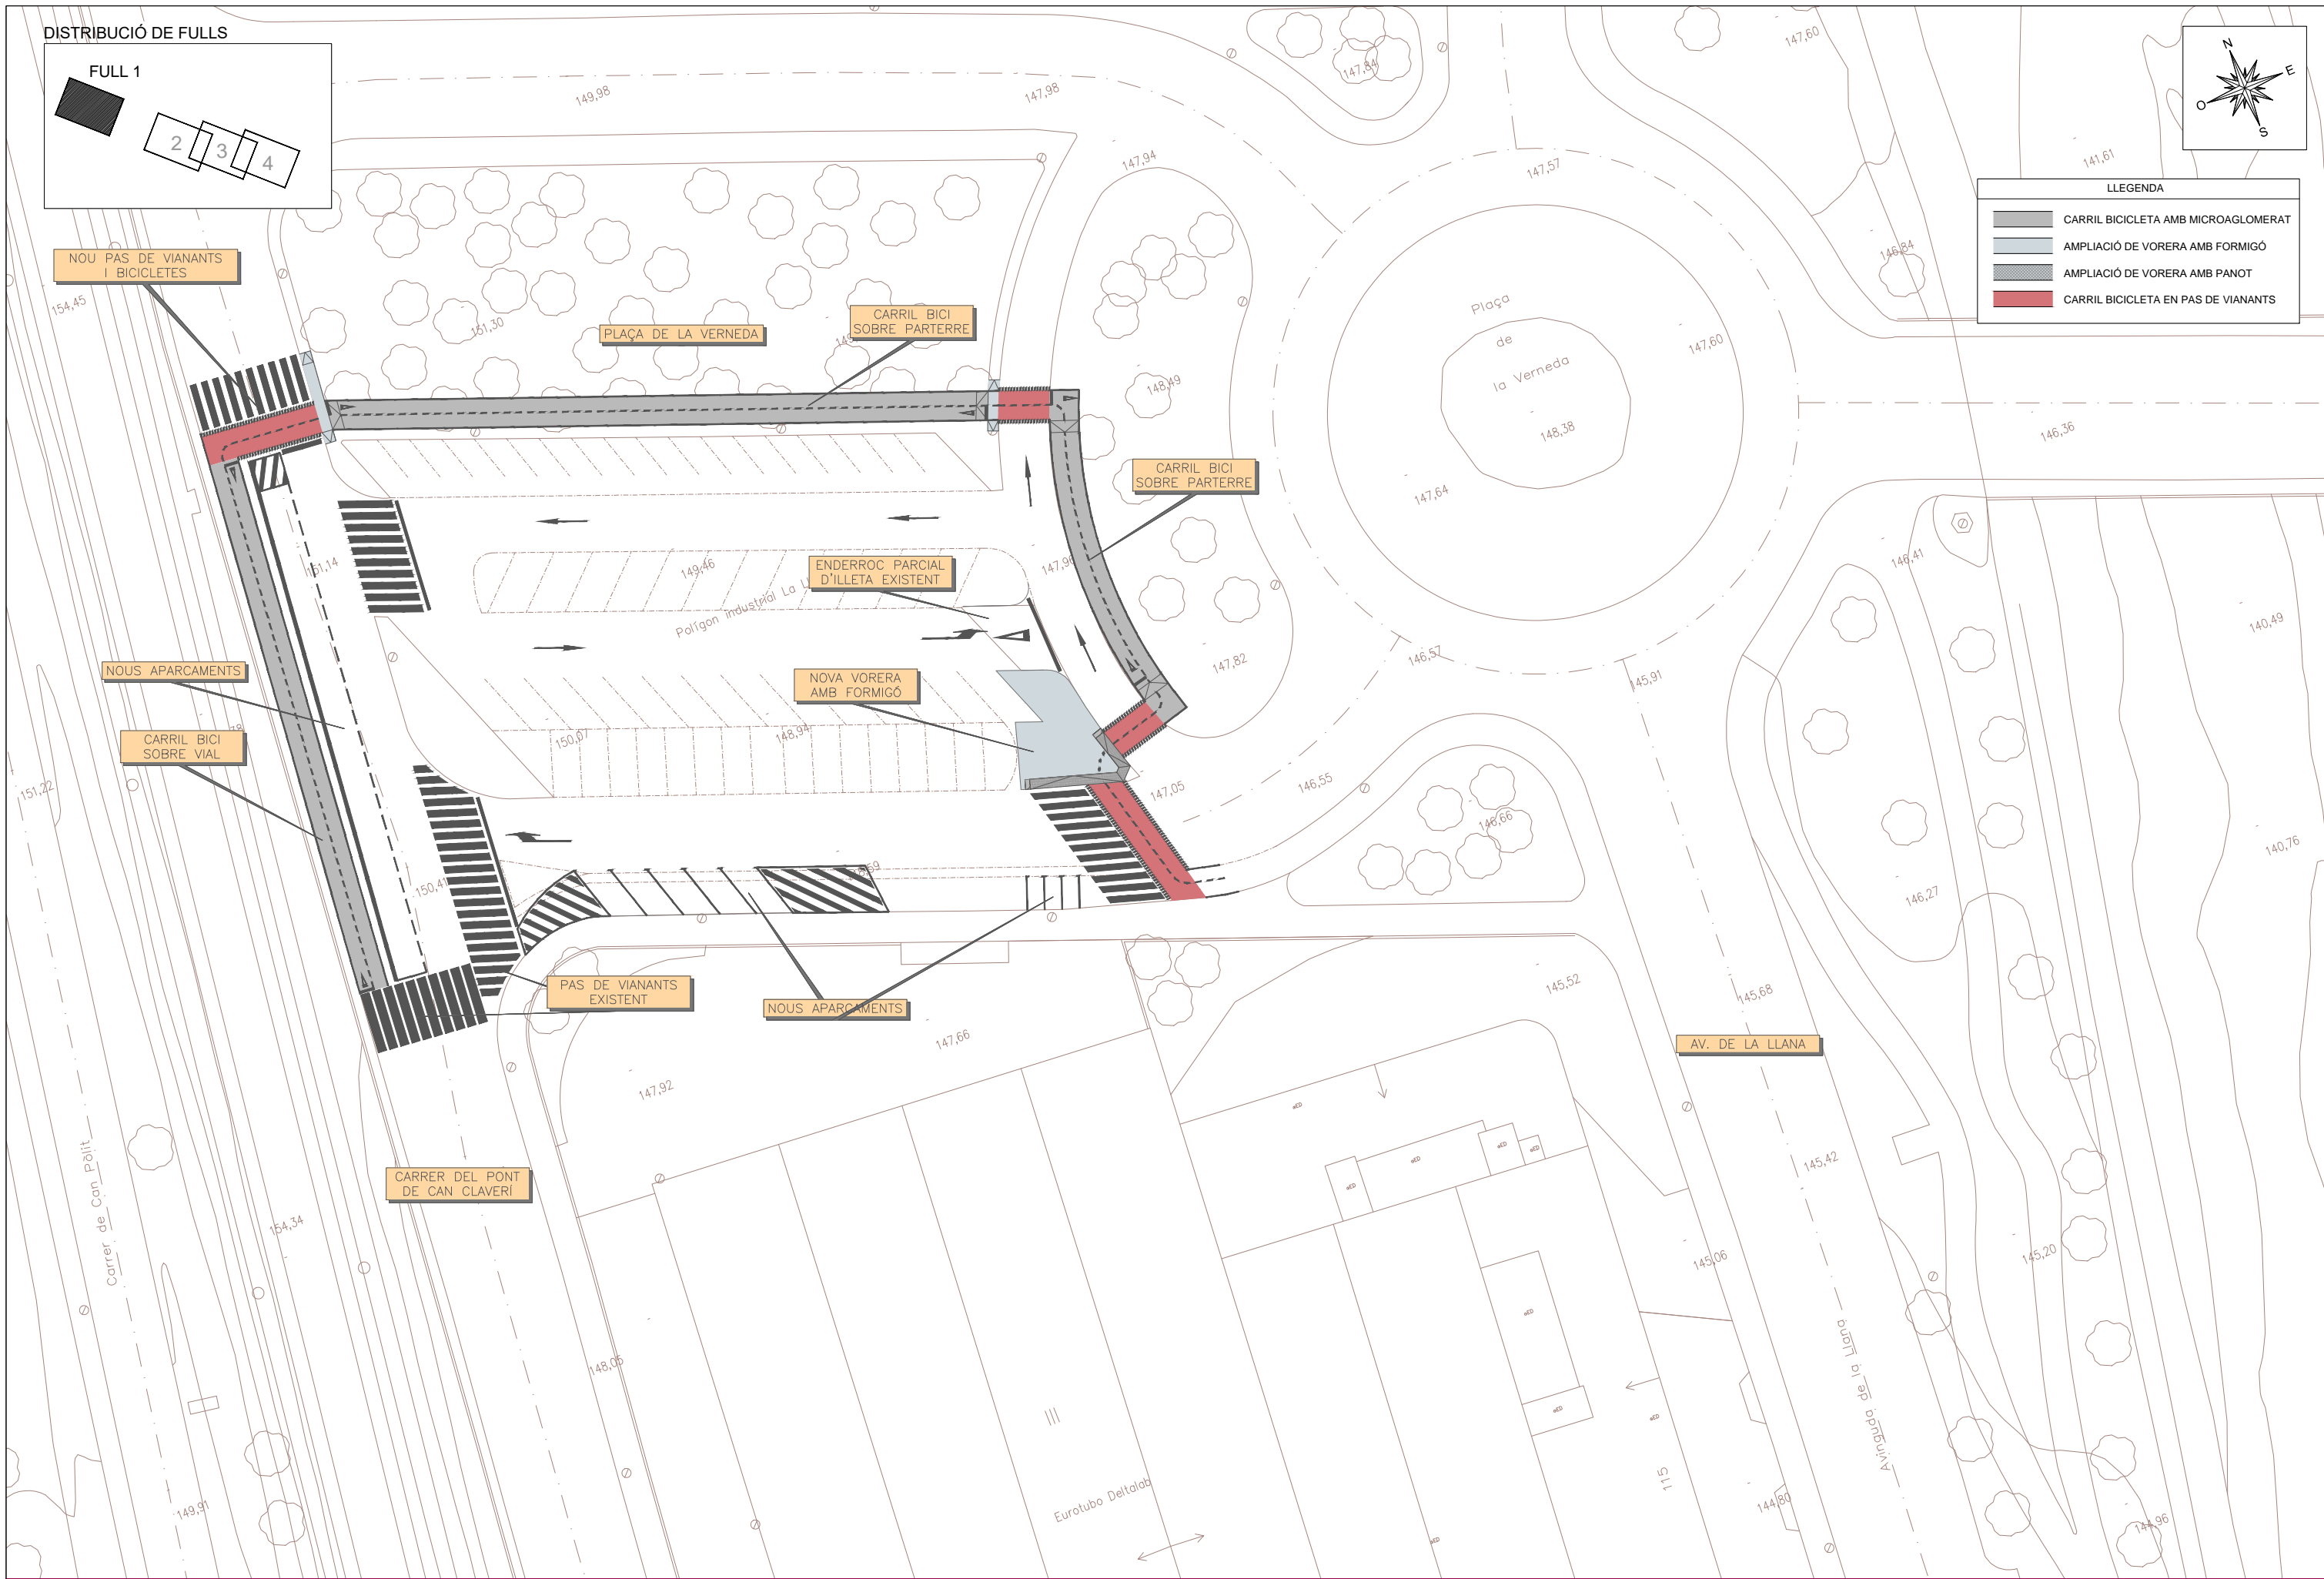 DISTRIBUCIÓ DE FULLS
FULL 1
2
3
4
N
E
O
S
LLEGENDA
CARRIL BICICLETA AMB MICROAGLOMERAT
AMPLIACIÓ DE VORERA AMB FORMIGÓ
AMPLIACIÓ DE VORERA AMB PANOT
CARRIL BICICLETA EN PAS DE VIANANTS
149,98
147,98
147,84
147,60
147,94
147,57
141,61
146,84
NOU PAS DE VIANANTS
I BICICLETES
154,45
151,30
PLAÇA DE LA VERNEDA
CARRIL BICI
SOBRE PARTERRE
148,49
Plaça
de
la Verneda
147,60
148,38
146,36
CARRIL BICI
SOBRE PARTERRE
147,64
151,14
149,46
Polígon industrial La
ENDERROC PARCIAL
D'ILLETA EXISTENT
147,96
146,41
140,49
NOUS APARCAMENTS
NOVA VORERA
AMB FORMIGÓ
147,82
146,57
145,91
CARRIL BICI
SOBRE VIAL
150,07
148,94
151,22
147,05
146,55
146,66
140,76
150,41
146,27
PAS DE VIANANTS
EXISTENT
NOUS APARCAMENTS
145,52
145,68
147,66
AV. DE LA LLANA
147,92
Carrer de Can Pòlit
CARRER DEL PONT
DE CAN CLAVERÍ
145,42
154,34
145,06
145,20
148,05
Avinguda de la Llana
149,91
Eurotubo Deltalab
115
144,80
144,96